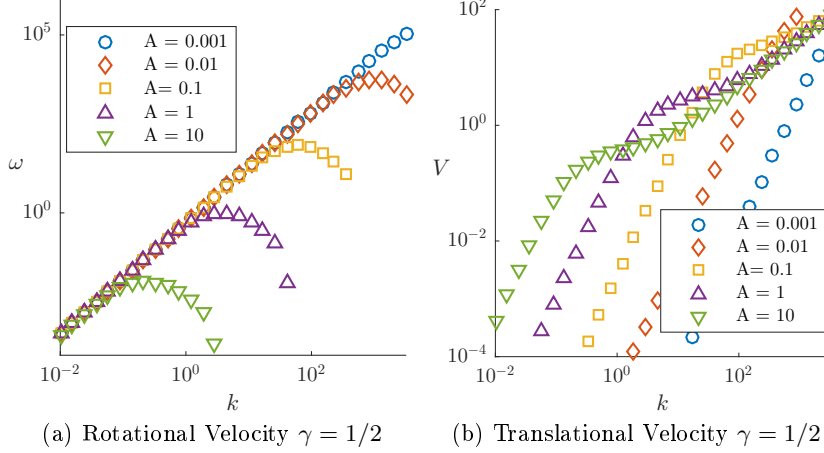 10^5
10^0
ω
A = 0.001
A = 0.01
A= 0.1
A = 1
A = 10
10^{-2}
10^0
10^2
k
(a) Rotational Velocity γ = 1/2
10^2
10^0
10^{-2}
10^{-4}
V
A = 0.001
A = 0.01
A= 0.1
A = 1
A = 10
10^{-2}
10^0
10^2
k
(b) Translational Velocity γ = 1/2